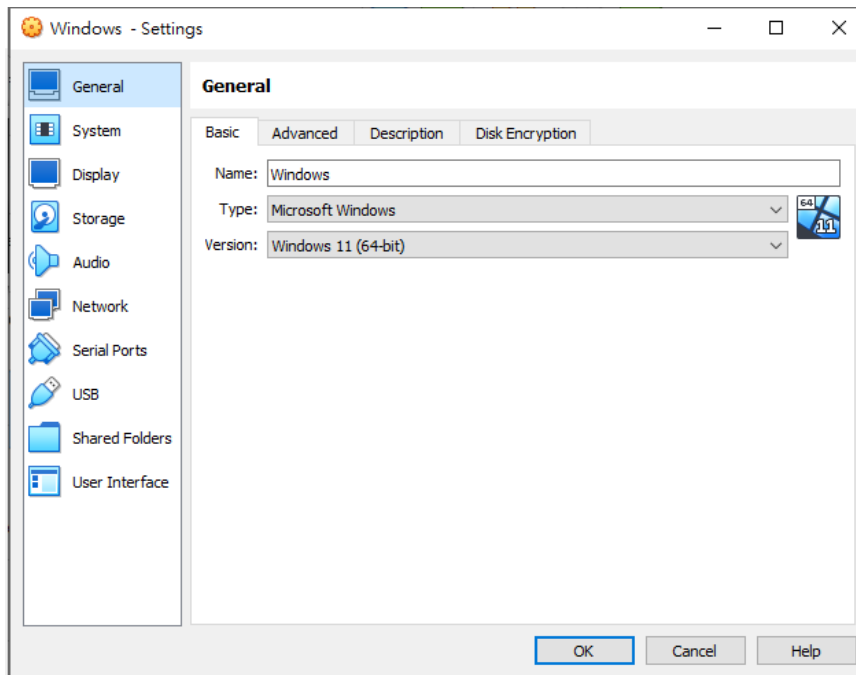 Windows - Settings
General
System
Display
Storage
Audio
Network
Serial Ports
USB
Shared Folders
User Interface
General
Basic Advanced Description Disk Encryption
Name: Windows
Type: Microsoft Windows
64
11
Version: Windows 11 (64-bit)
OK Cancel Help